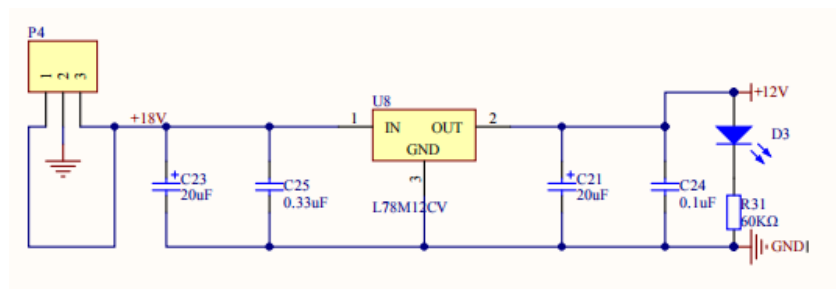 P4
1 2 3
+18V
1
U8
IN OUT
GND
2
3
L78M12CV
+12V
D3
C23
20uF
C25
0.33uF
C21
20uF
C24
0.1uF
R31
60KΩ
GND